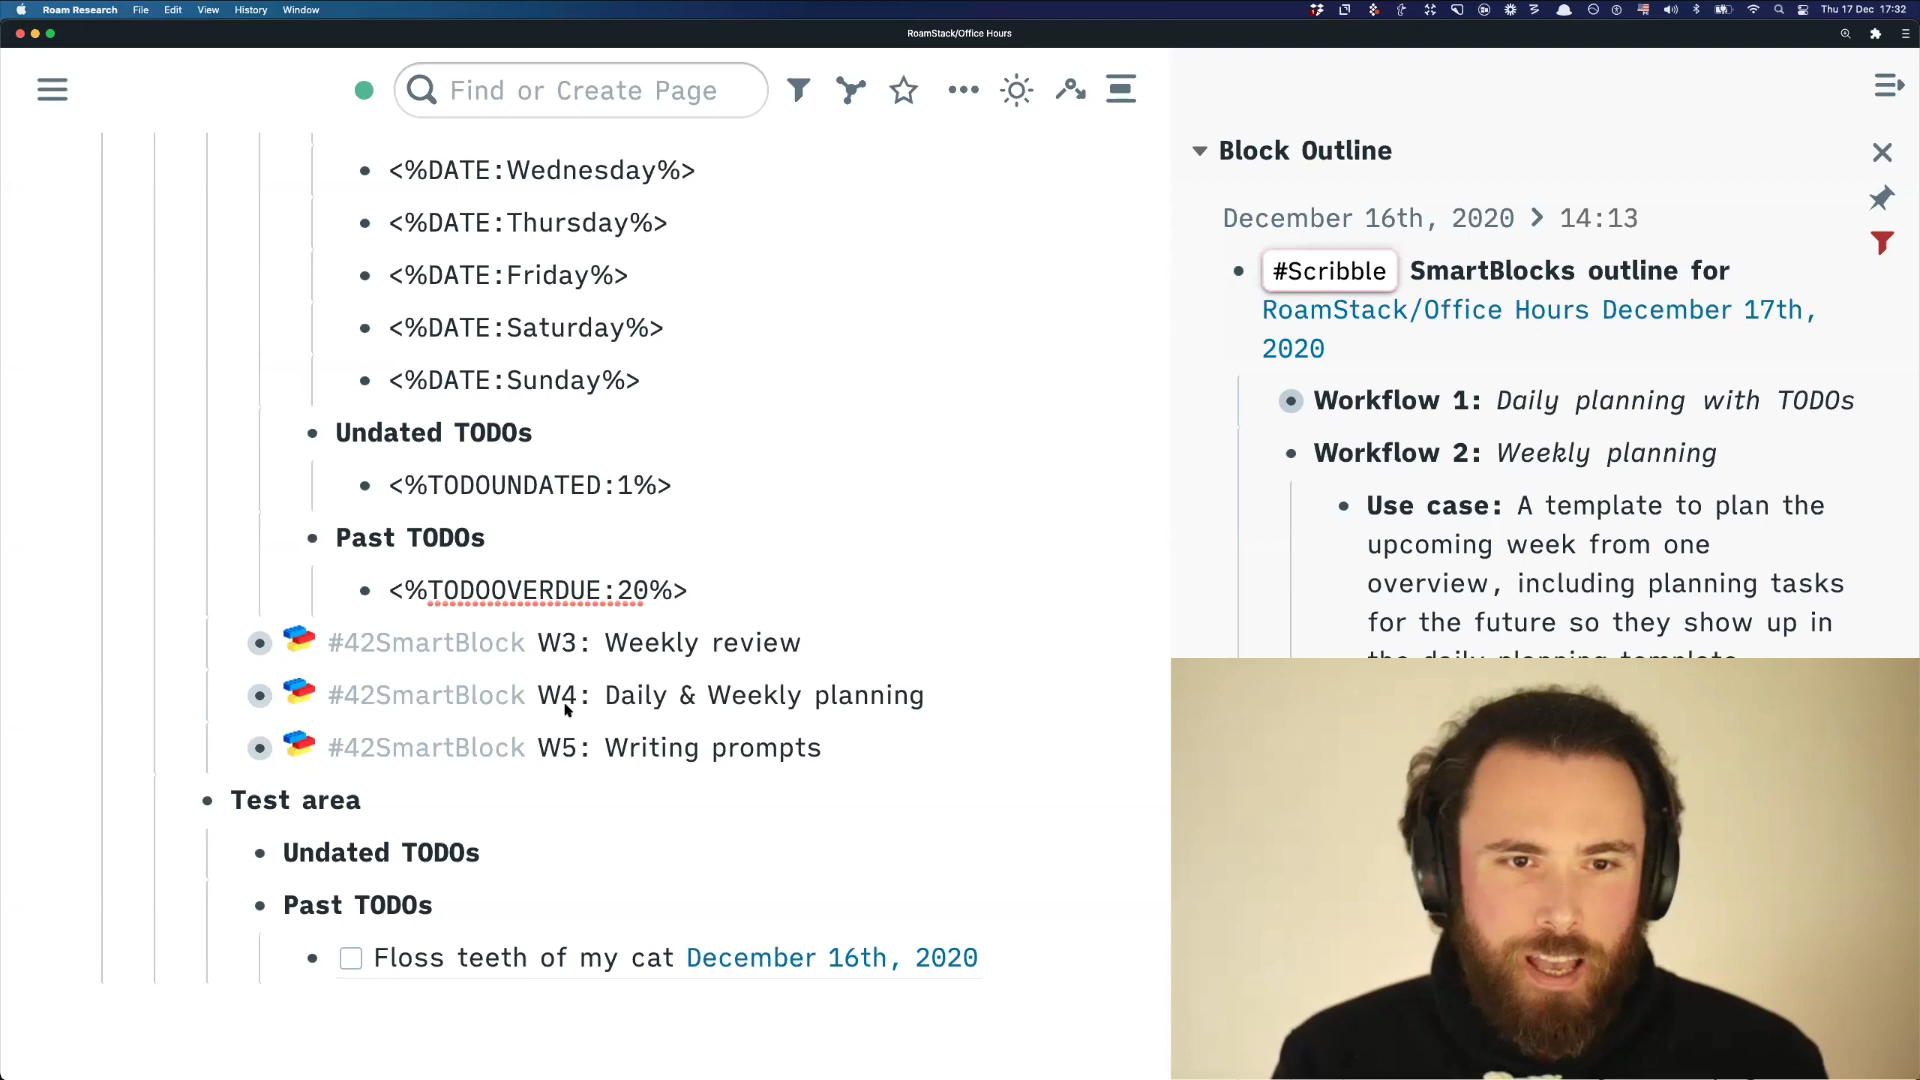 Roam Research File Edit View History Window
Thu 17 Dec 17:32
RoamStack/Office Hours
Find or Create Page
<%DATE:Wednesday%>
<%DATE:Thursday%>
<%DATE:Friday%>
<%DATE:Saturday%>
<%DATE:Sunday%>
Undated TODOs
<%TODOUNDATED:1%>
Past TODOs
<%TODOOVERDUE:20%>
#42SmartBlock W3: Weekly review
#42SmartBlock W4: Daily & Weekly planning
#42SmartBlock W5: Writing prompts
Test area
Undated TODOs
Past TODOs
Floss teeth of my cat December 16th, 2020
Block Outline
December 16th, 2020 > 14:13
#Scribble SmartBlocks outline for
RoamStack/Office Hours December 17th,
2020
Workflow 1: Daily planning with TODOs
Workflow 2: Weekly planning
Use case: A template to plan the
upcoming week from one
overview, including planning tasks
for the future so they show up in
the daily planning template